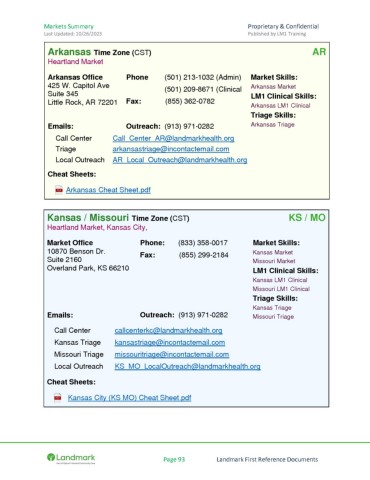 Markets Summary Proprietary & Confidential
Last Updated: 10/30/2023 Published by LM1 Training
Arkansas Time Zone (CST) AR
Heartland Market
Arkansas Office Phone (501) 213-1032 (Admin) Market Skills:
425 W. Capitol Ave (501) 209-8671 (Clinical Arkansas Market
Suite 345 LM1 Clinical Skills:
Little Rock, AR 72201 Fax: (855) 362-0782 Arkansas LM1 Clinical
Triage Skills:
Emails: Outreach: (913) 971-0282 Arkansas Triage
Call Center Call_Center_AR@landmarkhealth.org
Triage arkansastriage@incontactemail.com
Local Outreach AR_Local_Outreach@landmarkhealth.org
Cheat Sheets:
Arkansas Cheat Sheet.pdf
Kansas / Missouri Time Zone (CST) KS / MO
Heartland Market, Kansas City,
Market Office Phone: (833) 358-0017 Market Skills:
10870 Benson Dr. Fax: (855) 299-2184 Kansas Market
Suite 2160 Missouri Market
Overland Park, KS 66210 LM1 Clinical Skills:
Kansas LM1 Clinical
Missouri LM1 Clinical
Triage Skills:
Kansas Triage
Emails: Outreach: (913) 971-0282 Missouri Triage
Call Center callcenterkc@landmarkhealth.org
Kansas Triage kansastriage@incontactemail.com
Missouri Triage missouritriage@incontactemail.com
Local Outreach KS_MO_LocalOutreach@landmarkhealth.org
Cheat Sheets:
Kansas City (KS MO) Cheat Sheet.pdf
Landmark Page 93 Landmark First Reference Documents